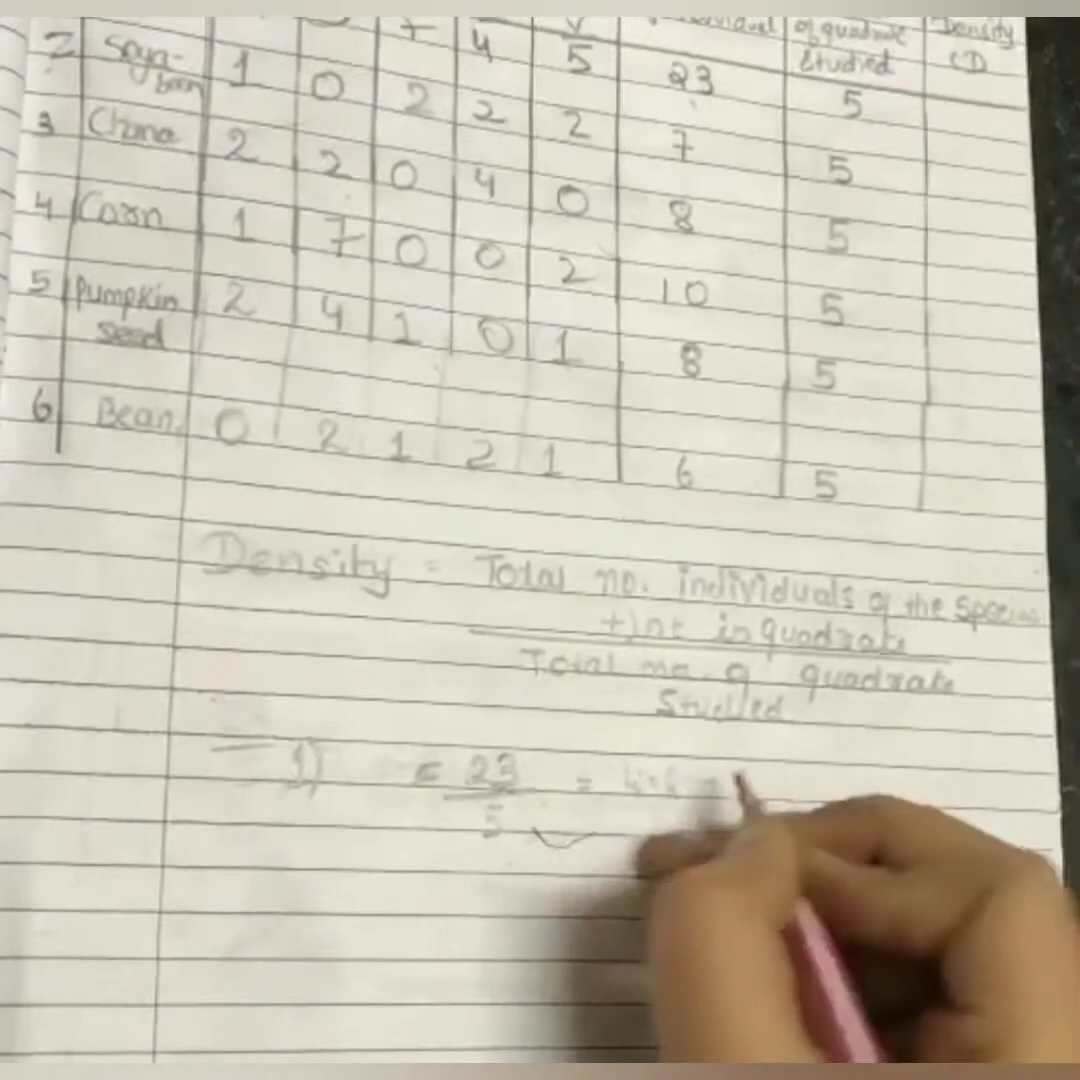 of quadrate Density
Studied CD
4 5 23 5
2 Soya-
bean 1 0 2 2 2 7 5
3 Chana 2 2 0 4 0 8 5
4 Corn 1 7 0 0 2 10 5
5 Pumpkin
seed 2 4 1 0 1 8 5
6 Bean 0 2 1 2 1 6 5
Density = Total no. individuals of the Species
in quadrate
Total no. of quadrate
Studied
1) = 23 =
5